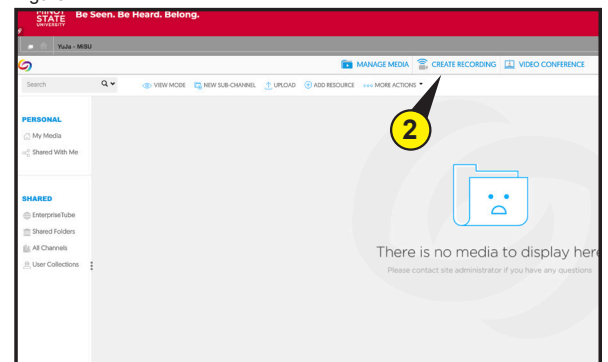 MINOT
STATE
UNIVERSITY
Be Seen. Be Heard. Belong.
YuJa - MiSU
MANAGE MEDIA
CREATE RECORDING
VIDEO CONFERENCE
Search
VIEW MODE
NEW SUB-CHANNEL
UPLOAD
ADD RESOURCE
MORE ACTIONS
2
PERSONAL
My Media
Shared With Me
SHARED
EnterpriseTube
Shared Folders
All Channels
User Collections
There is no media to display here
Please contact site administrator if you have any questions